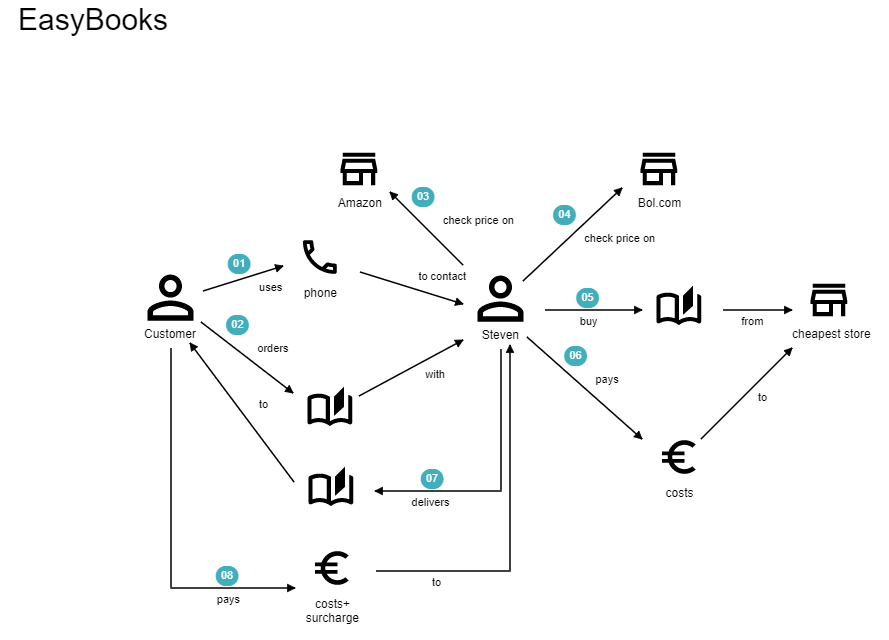 EasyBooks
03
Amazon
check price on
04
Bol.com
check price on
01
uses
phone
to contact
Customer
02
orders
Steven
05
buy
from
cheapest store
06
pays
to
costs
with
to
07
delivers
08
pays
costs+
surcharge
to